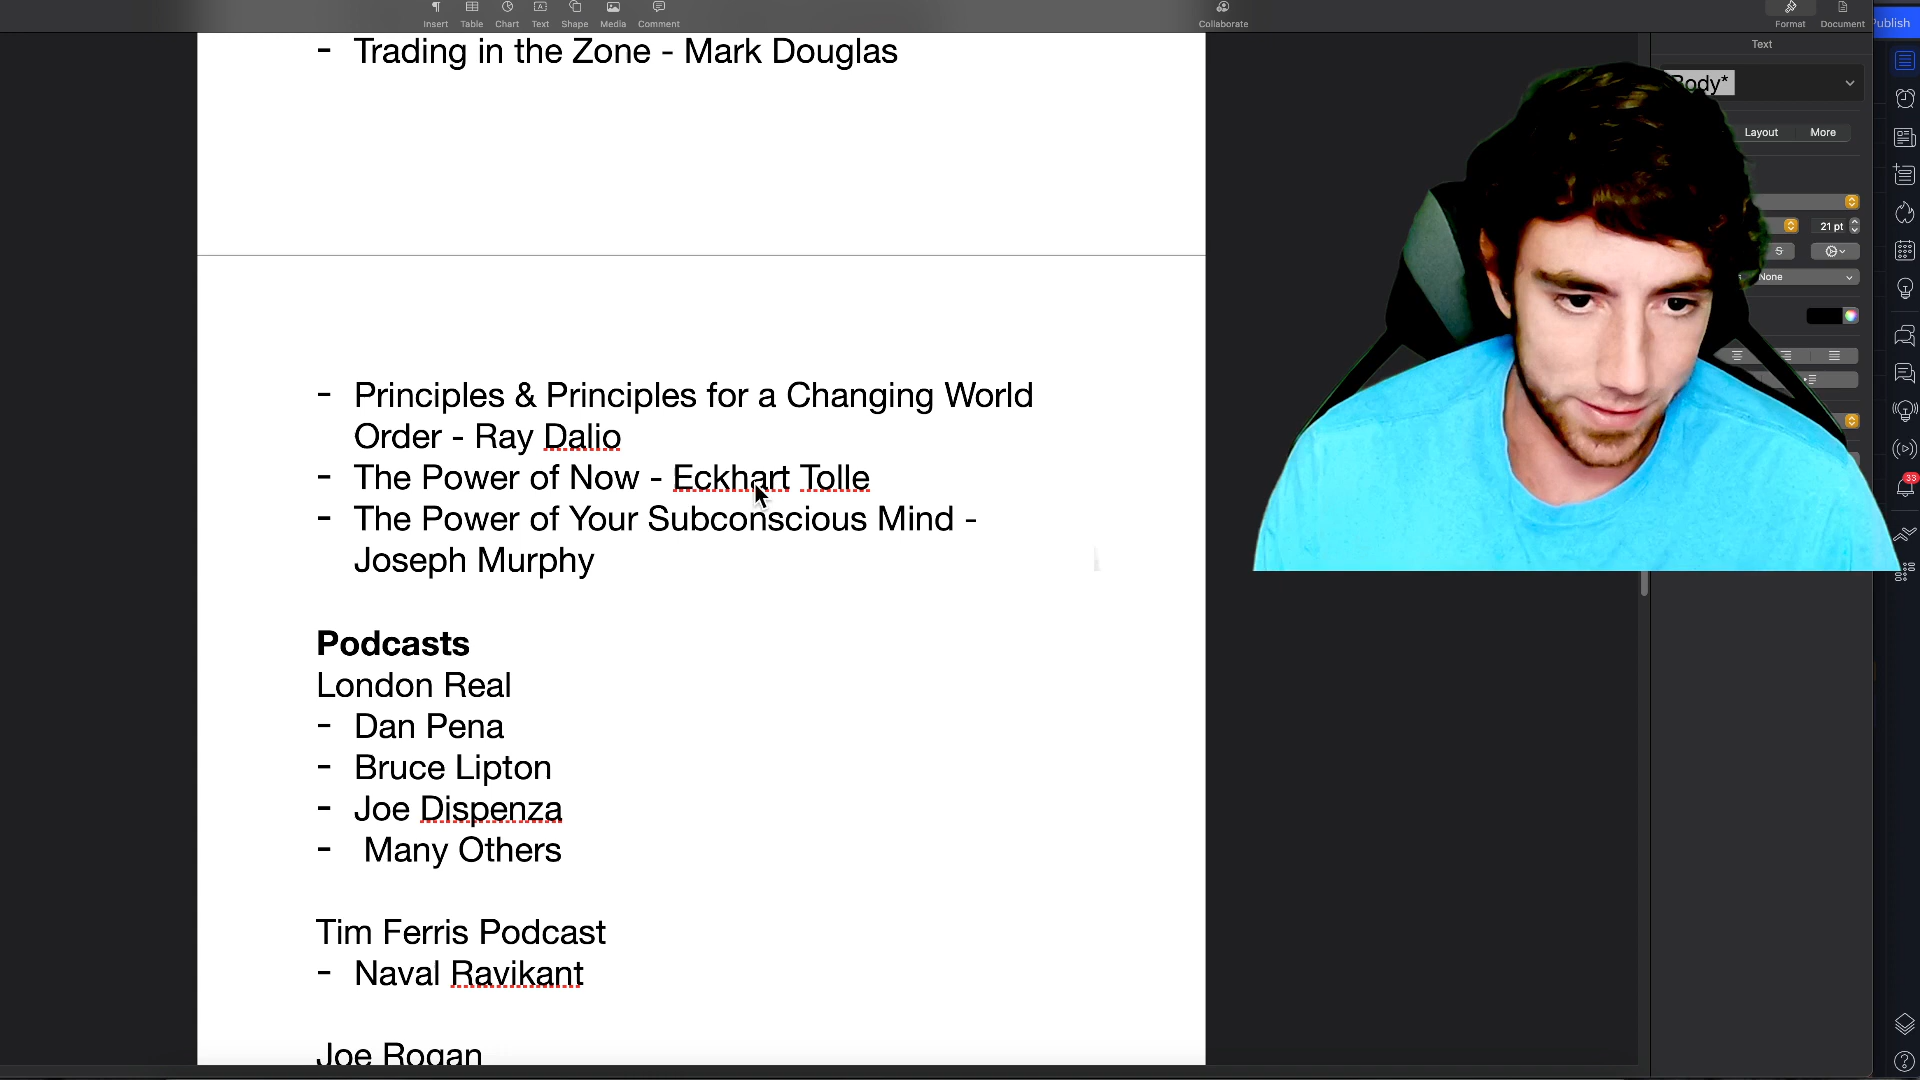 Insert Table Chart Text Shape Media Comment Collaborate Format Document Publish
- Trading in the Zone - Mark Douglas
Text
Body*
Layout More
21 pt
None
- Principles & Principles for a Changing World
Order - Ray Dalio
- The Power of Now - Eckhart Tolle
- The Power of Your Subconscious Mind -
Joseph Murphy
33
Podcasts
London Real
- Dan Pena
- Bruce Lipton
- Joe Dispenza
- Many Others
Tim Ferris Podcast
- Naval Ravikant
Joe Rogan